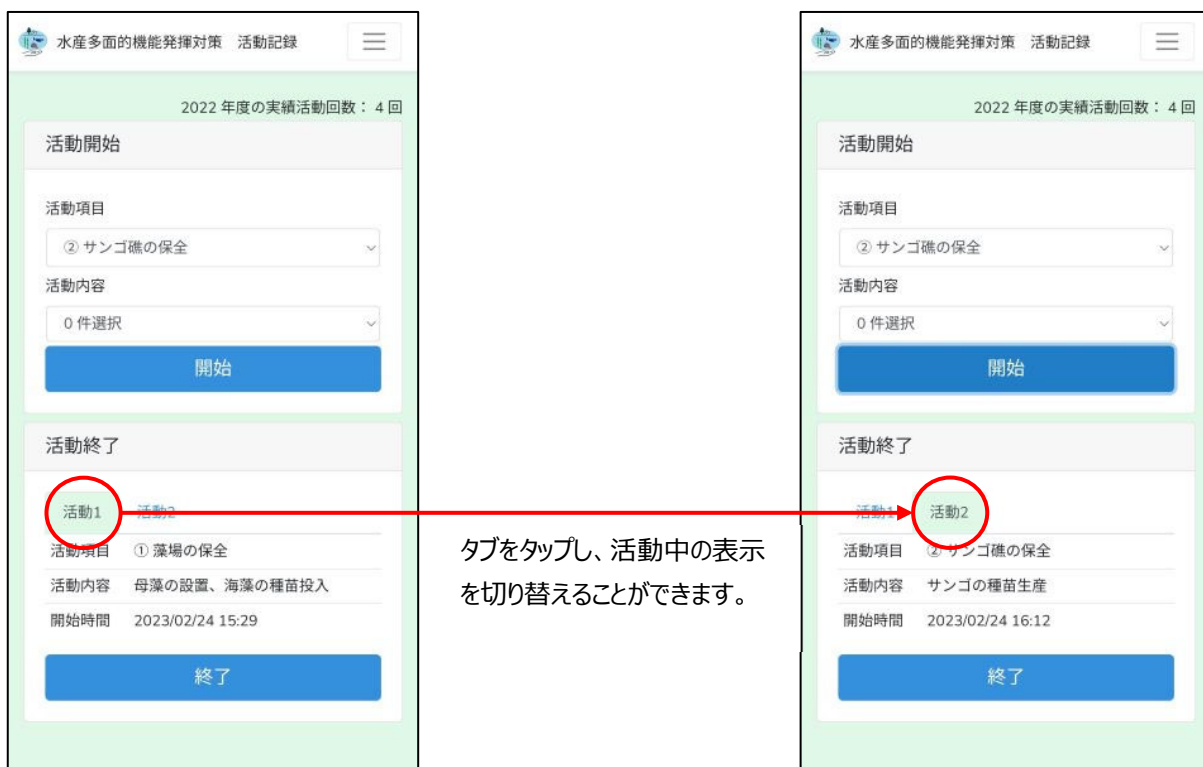 水産多面的機能発揮対策　活動記録
2022 年度の実績活動回数： 4 回
活動開始
活動項目
② サンゴ礁の保全
活動内容
0 件選択
開始
活動終了
活動1 活動2
活動項目 ① 藻場の保全
活動内容 母藻の設置、海藻の種苗投入
開始時間 2023/02/24 15:29
終了
タブをタップし、活動中の表示
を切り替えることができます。
水産多面的機能発揮対策　活動記録
2022 年度の実績活動回数： 4 回
活動開始
活動項目
② サンゴ礁の保全
活動内容
0 件選択
開始
活動終了
活動1 活動2
活動項目 ② サンゴ礁の保全
活動内容 サンゴの種苗生産
開始時間 2023/02/24 16:12
終了